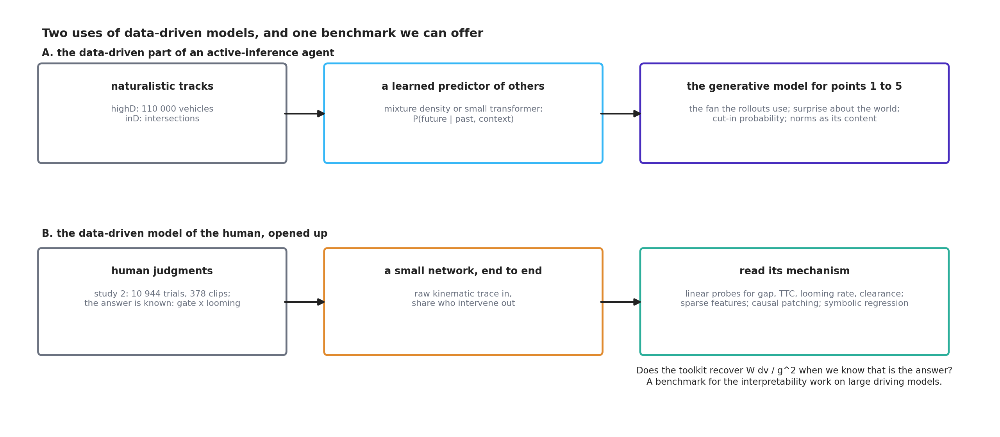 Two uses of data-driven models, and one benchmark we can offer
A. the data-driven part of an active-inference agent
naturalistic tracks
highD: 110 000 vehicles
inD: intersections
a learned predictor of others
mixture density or small transformer:
P(future | past, context)
the generative model for points 1 to 5
the fan the rollouts use; surprise about the world;
cut-in probability; norms as its content
B. the data-driven model of the human, opened up
human judgments
study 2: 10 944 trials, 378 clips;
the answer is known: gate x looming
a small network, end to end
raw kinematic trace in,
share who intervene out
read its mechanism
linear probes for gap, TTC, looming rate, clearance;
sparse features; causal patching; symbolic regression
Does the toolkit recover W dv / g^2 when we know that is the answer?
A benchmark for the interpretability work on large driving models.